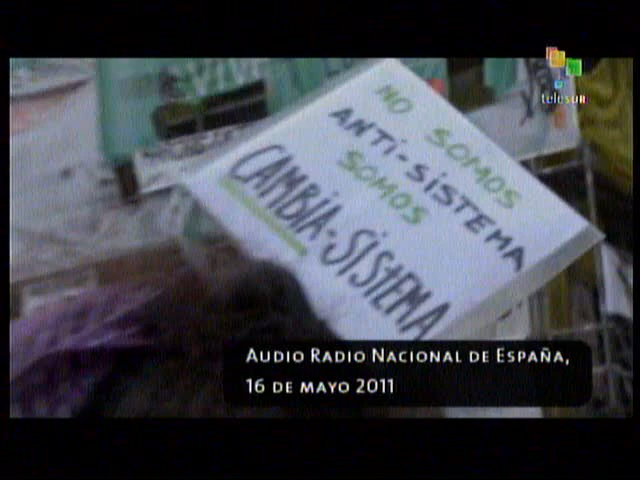 teleSUR
NO SOMOS
ANTI-SISTEMA
SOMOS
CAMBIA-SISTEMA
AUDIO RADIO NACIONAL DE ESPAÑA,
16 DE MAYO 2011